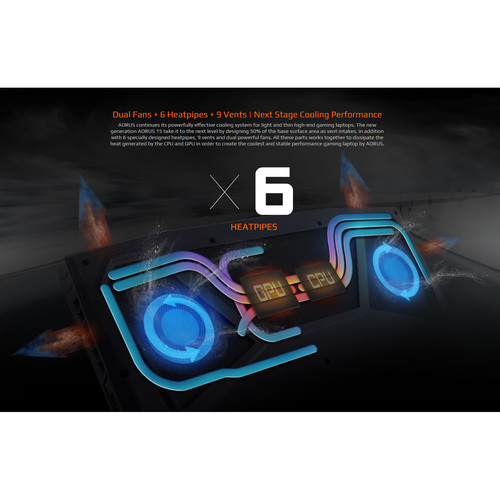 Dual Fans + 6 Heatpipes + 9 Vents | Next Stage Cooling Performance
AORUS continues its powerfully effective cooling system for light and thin high-end gaming laptops. The new
generation AORUS 15 take it to the next level by designing 50% of the base surface area as vent intakes, in addition
with 6 specially designed heatpipes, 9 vents and dual powerful fans. All these parts works together to dissipate the
heat generated by the CPU and GPU in order to create the coolest and stable performance gaming laptop by AORUS.
× 6
HEATPIPES
GPU CPU